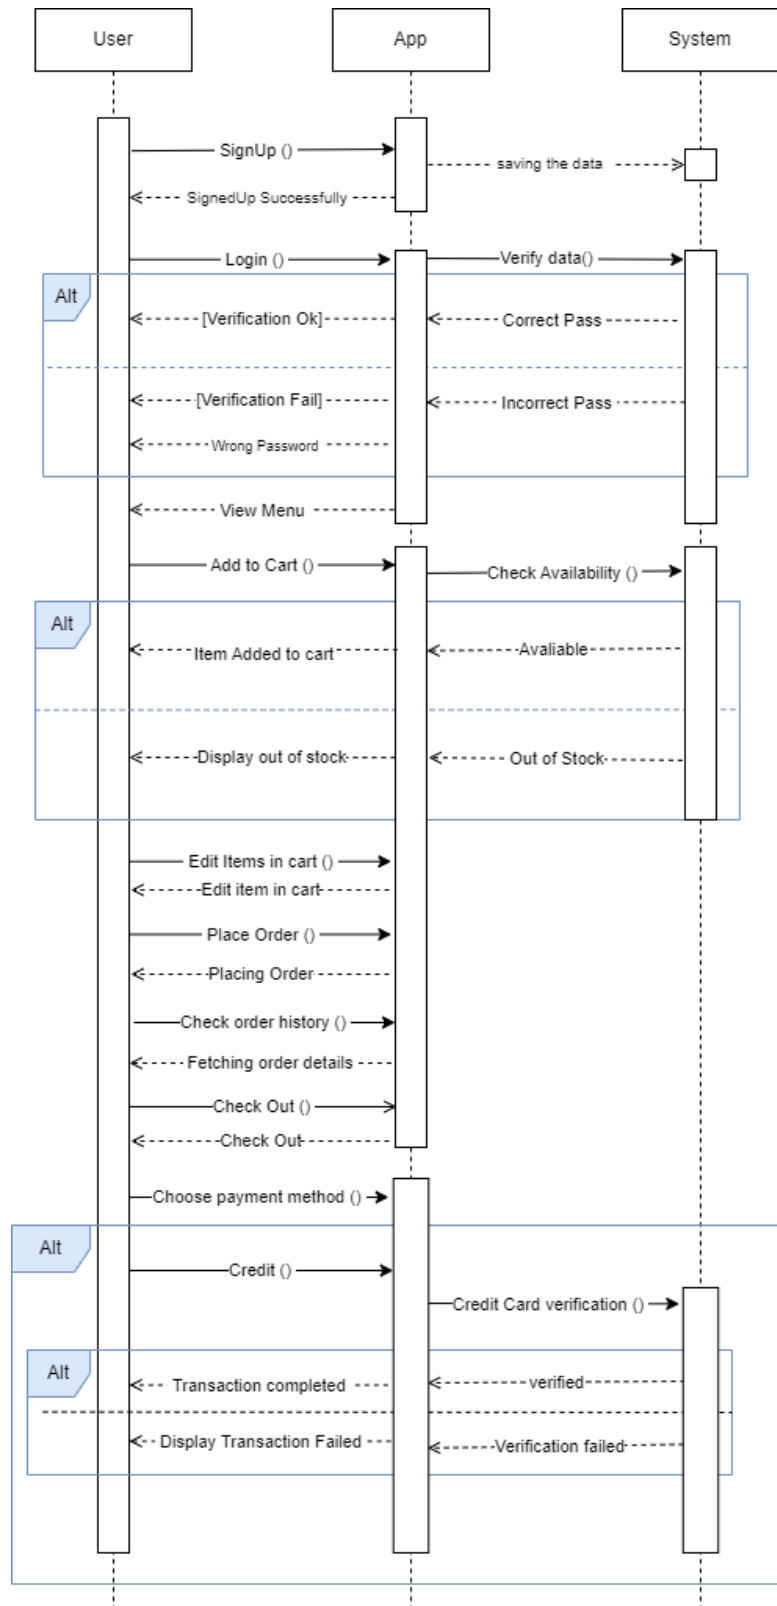 User
App
System
SignUp ()
saving the data
SignedUp Successfully
Login ()
Verify data()
Alt
[Verification Ok]
Correct Pass
[Verification Fail]
Incorrect Pass
Wrong Password
View Menu
Add to Cart ()
Check Availability ()
Alt
Item Added to cart
Avaliable
Display out of stock
Out of Stock
Edit Items in cart ()
Edit item in cart
Place Order ()
Placing Order
Check order history ()
Fetching order details
Check Out ()
Check Out
Choose payment method ()
Alt
Credit ()
Credit Card verification ()
Alt
Transaction completed
verified
Display Transaction Failed
Verification failed